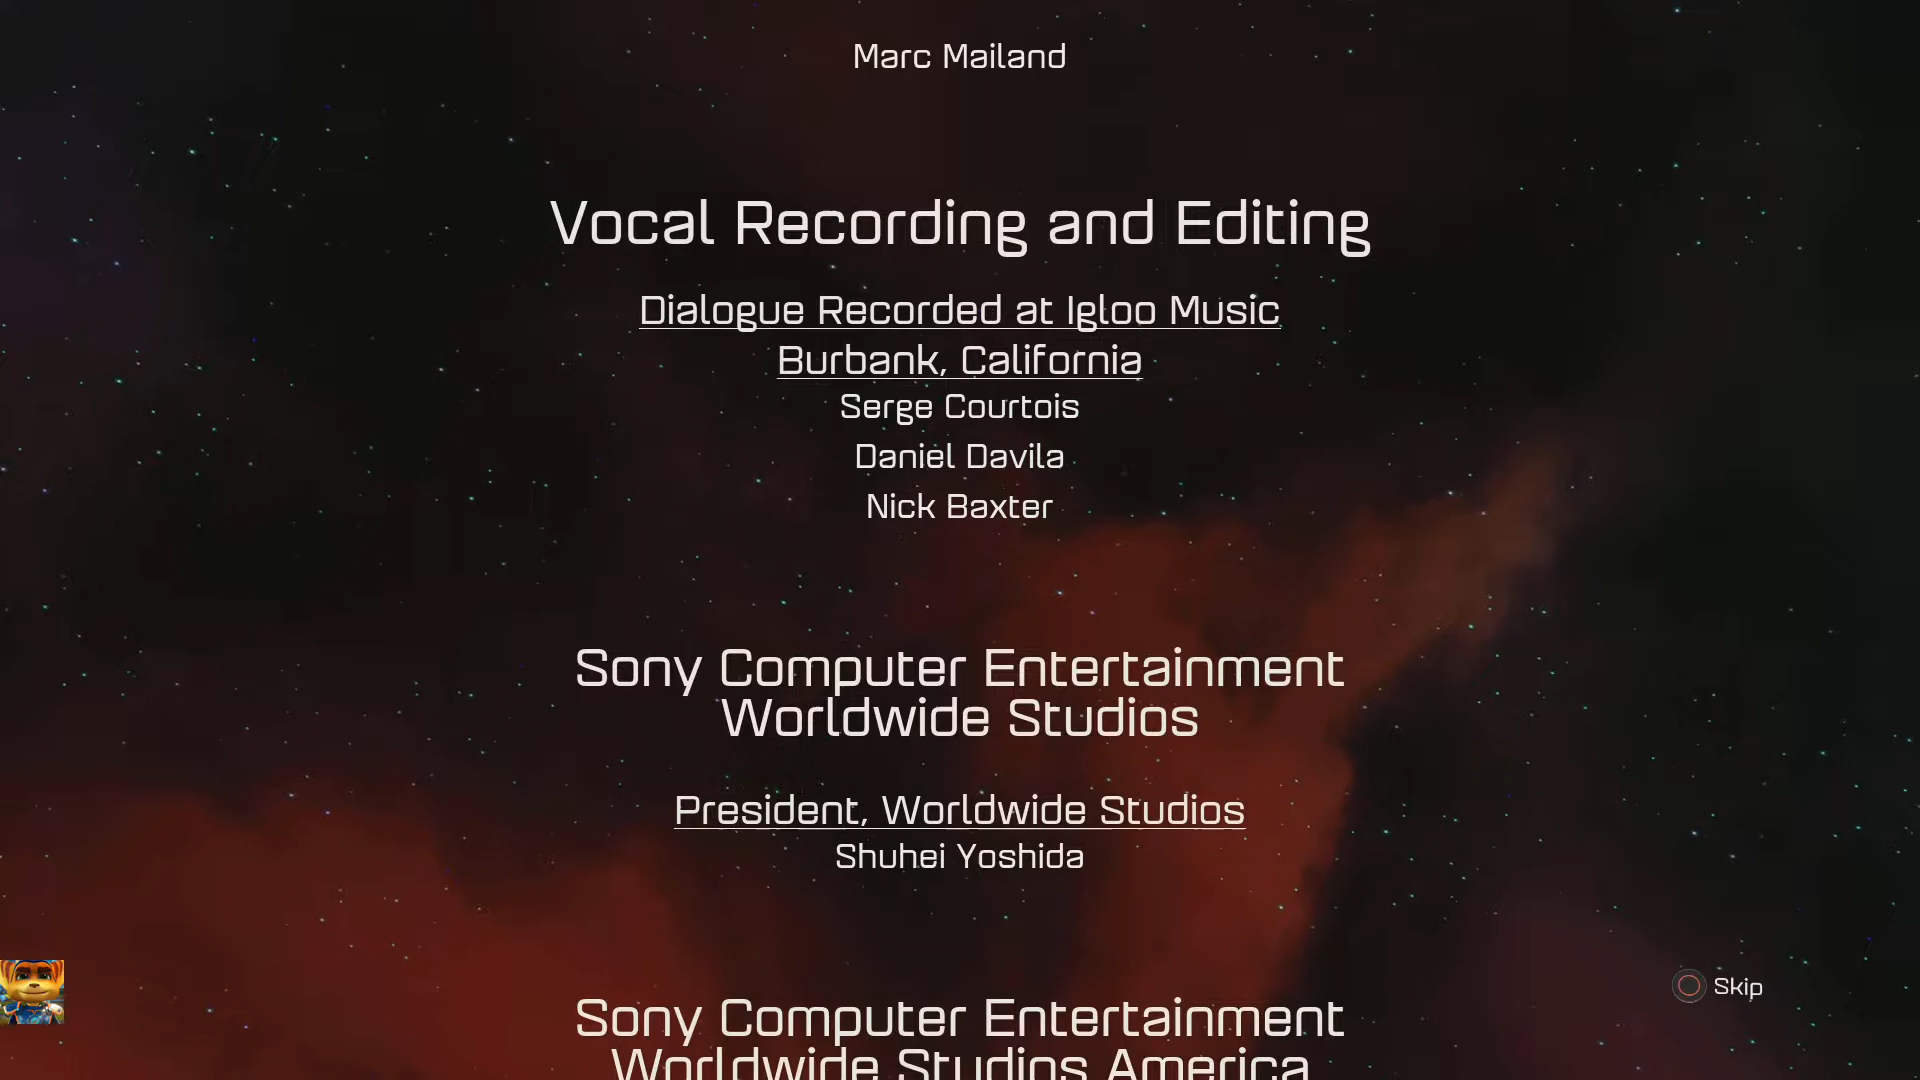 Marc Mailand
Vocal Recording and Editing
Dialogue Recorded at Igloo Music
Burbank, California
Serge Courtois
Daniel Davila
Nick Baxter
Sony Computer Entertainment
Worldwide Studios
President, Worldwide Studios
Shuhei Yoshida
Skip
Sony Computer Entertainment
Worldwide Studios America